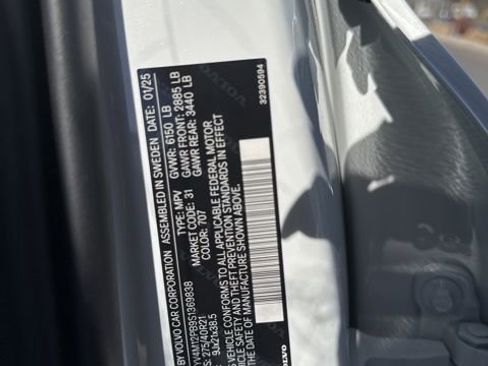 BY VOLVO CAR CORPORATION ASSEMBLED IN SWEDEN DATE: 01/25
GVWR: 6150 LB
GAWR FRONT: 2885 LB
GAWR REAR: 3440 LB
TYPE: MPV
MARKET CODE: 31
COLOR: 707
275/40R21
9Jx21x38.5
VEHICLE CONFORMS TO ALL APPLICABLE FEDERAL MOTOR
VEHICLE SAFETY AND THEFT PREVENTION STANDARDS IN EFFECT
THE DATE OF MANUFACTURE SHOWN ABOVE.
32390594
VOLVO